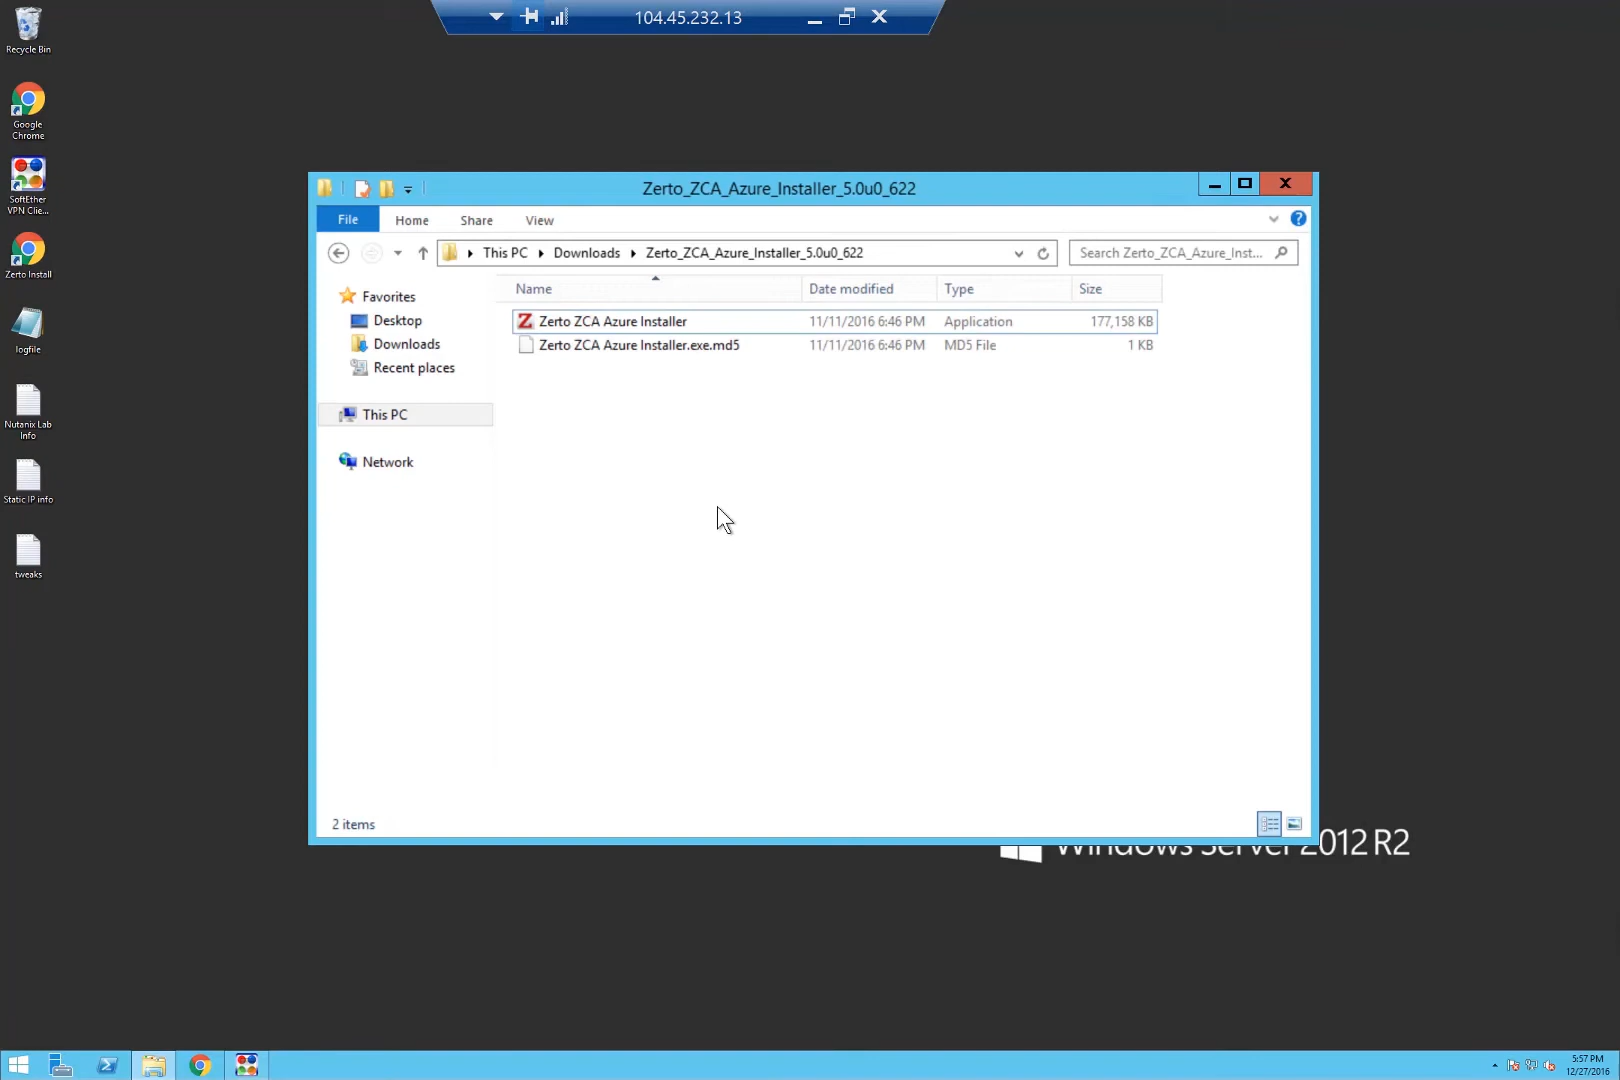 104.45.232.13
Recycle Bin
Google
Chrome
SoftEther
VPN Clie...
Zerto Install
logfile
Nutanix Lab
Info
Static IP info
tweaks
Zerto_ZCA_Azure_Installer_5.0u0_622
File Home Share View
This PC Downloads Zerto_ZCA_Azure_Installer_5.0u0_622 Search Zerto_ZCA_Azure_Inst...
Favorites
Desktop
Downloads
Recent places
This PC
Network
Name Date modified Type Size
Zerto ZCA Azure Installer 11/11/2016 6:46 PM Application 177,158 KB
Zerto ZCA Azure Installer.exe.md5 11/11/2016 6:46 PM MD5 File 1 KB
2 items
Windows Server 2012 R2
5:57 PM
12/27/2016